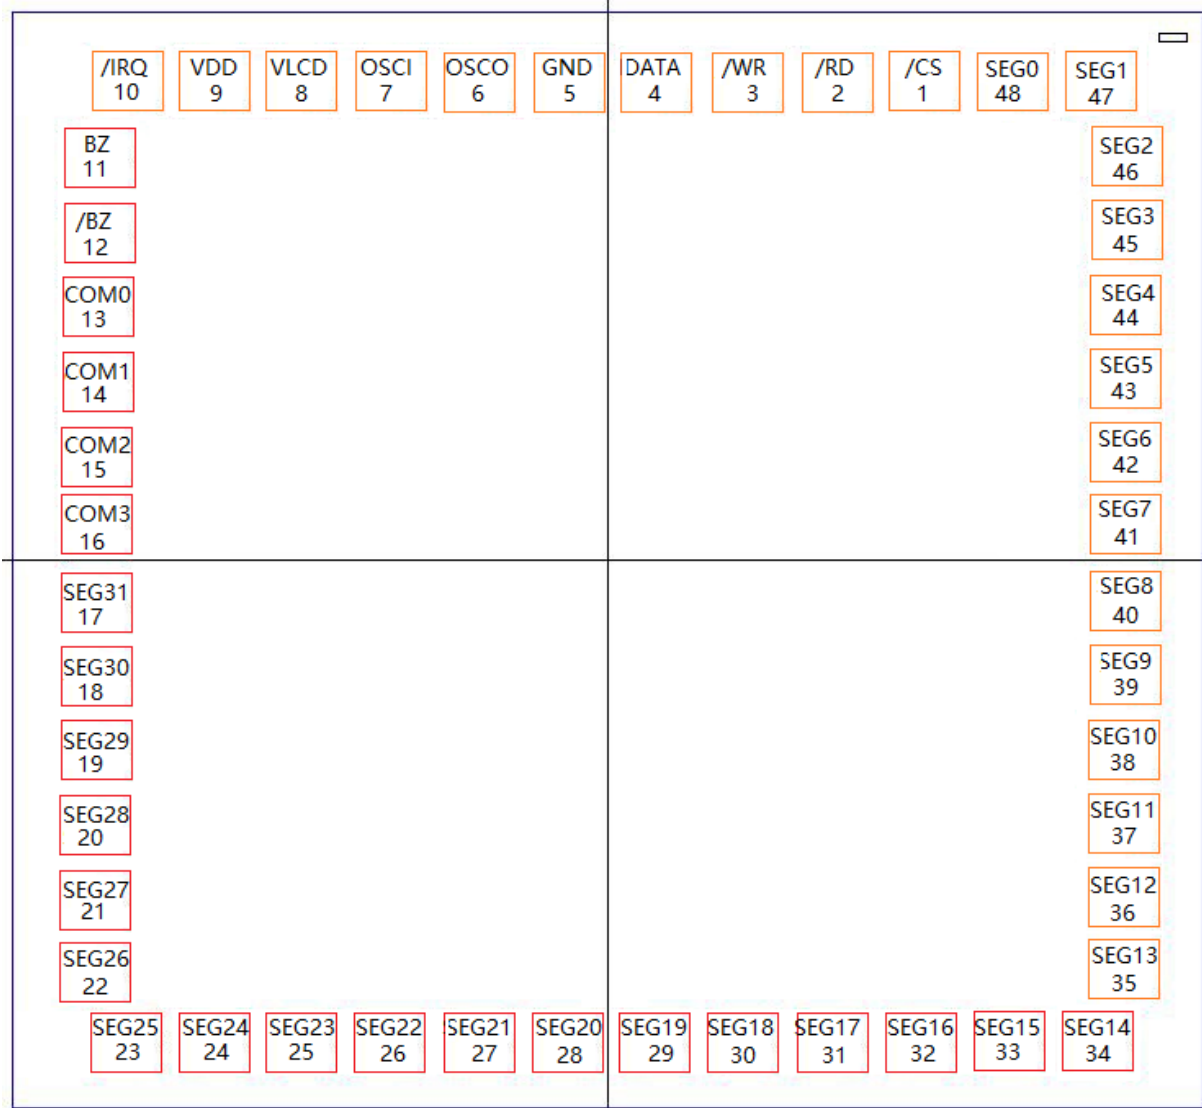 /IRQ
10
VDD
9
VLCD
8
OSCI
7
OSCO
6
GND
5
DATA
4
/WR
3
/RD
2
/CS
1
SEG0
48
SEG1
47
BZ
11
SEG2
46
/BZ
12
SEG3
45
COM0
13
SEG4
44
COM1
14
SEG5
43
COM2
15
SEG6
42
COM3
16
SEG7
41
SEG31
17
SEG8
40
SEG30
18
SEG9
39
SEG29
19
SEG10
38
SEG28
20
SEG11
37
SEG27
21
SEG12
36
SEG26
22
SEG13
35
SEG25
23
SEG24
24
SEG23
25
SEG22
26
SEG21
27
SEG20
28
SEG19
29
SEG18
30
SEG17
31
SEG16
32
SEG15
33
SEG14
34